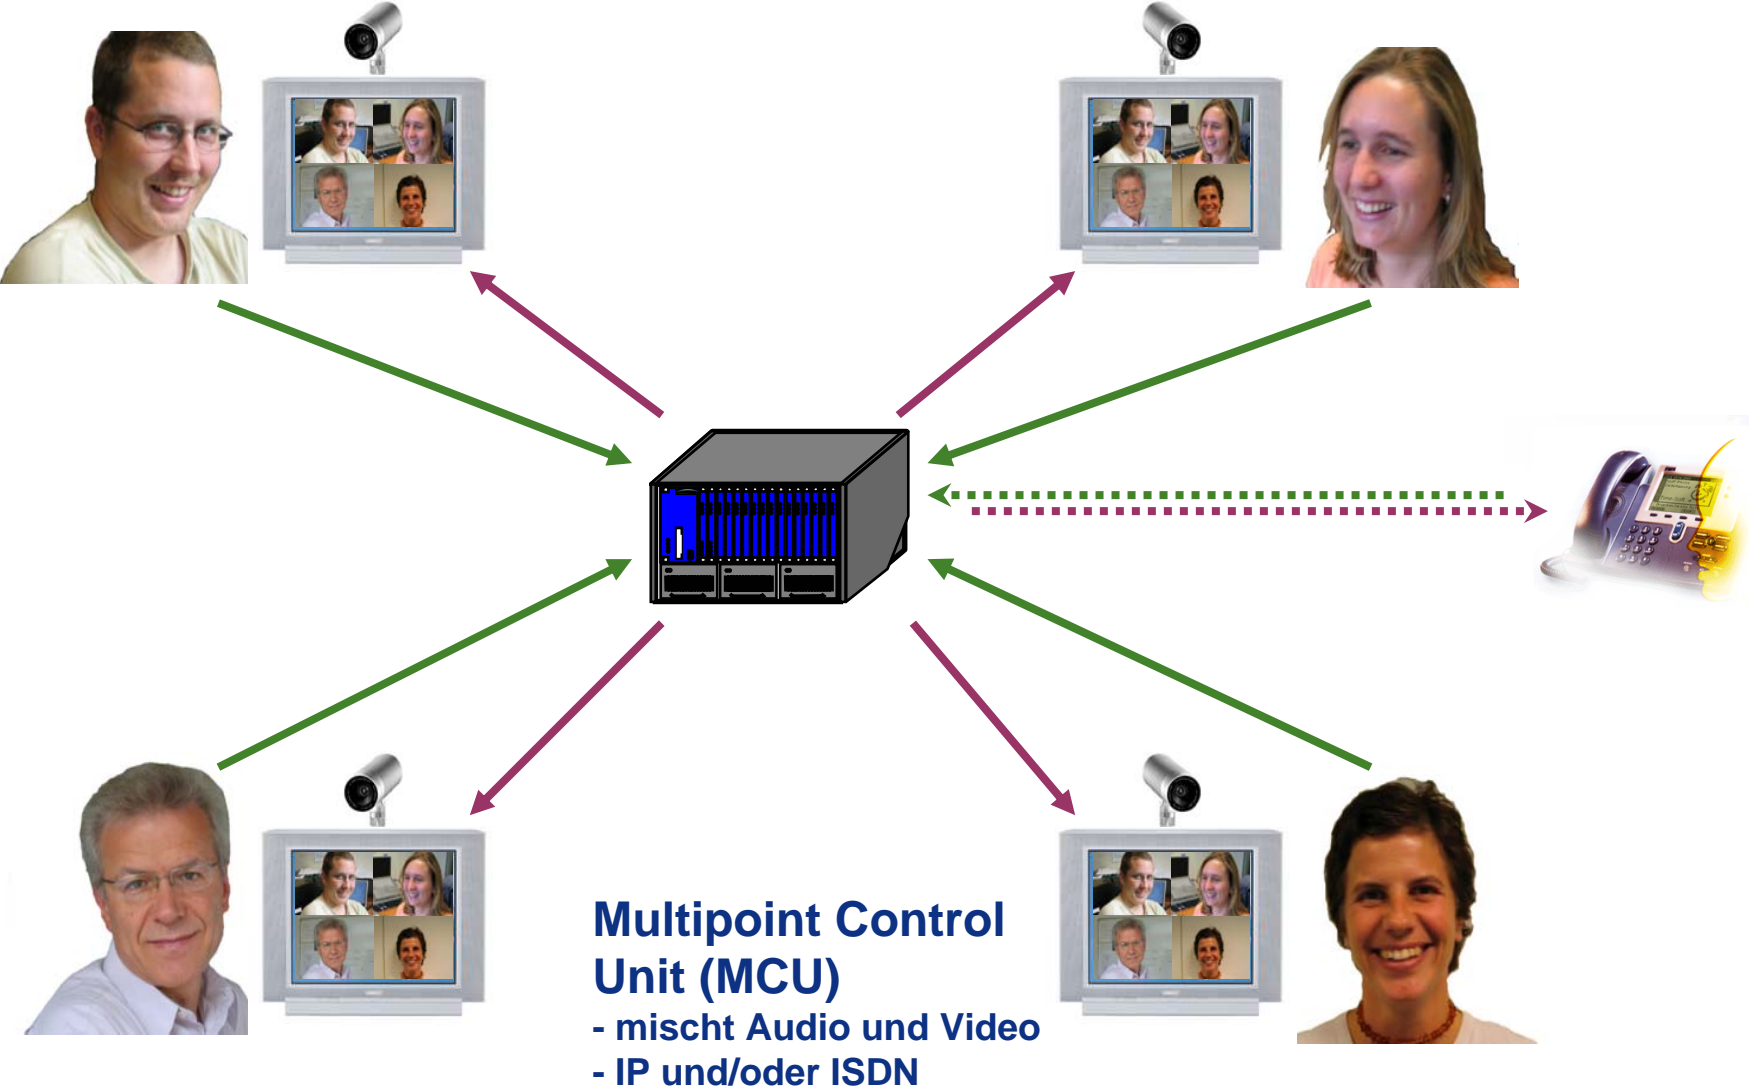 Multipoint Control
Unit (MCU)
- mischt Audio und Video
- IP und/oder ISDN